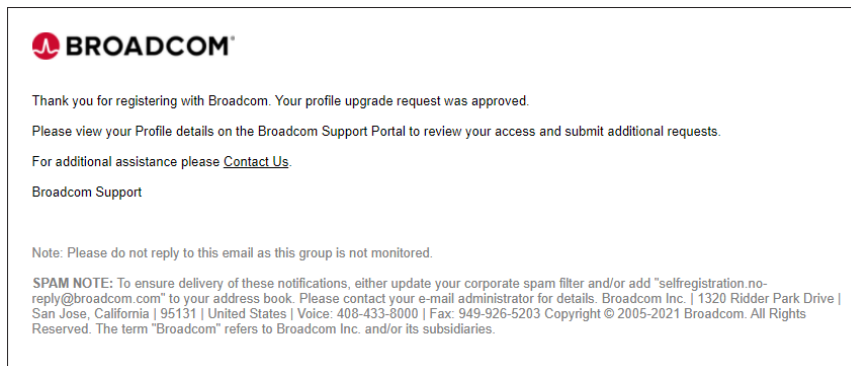 BROADCOM®
Thank you for registering with Broadcom. Your profile upgrade request was approved.
Please view your Profile details on the Broadcom Support Portal to review your access and submit additional requests.
For additional assistance please Contact Us.
Broadcom Support
Note: Please do not reply to this email as this group is not monitored.
SPAM NOTE: To ensure delivery of these notifications, either update your corporate spam filter and/or add "selfregistration.no-
reply@broadcom.com" to your address book. Please contact your e-mail administrator for details. Broadcom Inc. | 1320 Ridder Park Drive |
San Jose, California | 95131 | United States | Voice: 408-433-8000 | Fax: 949-926-5203 Copyright © 2005-2021 Broadcom. All Rights
Reserved. The term "Broadcom" refers to Broadcom Inc. and/or its subsidiaries.